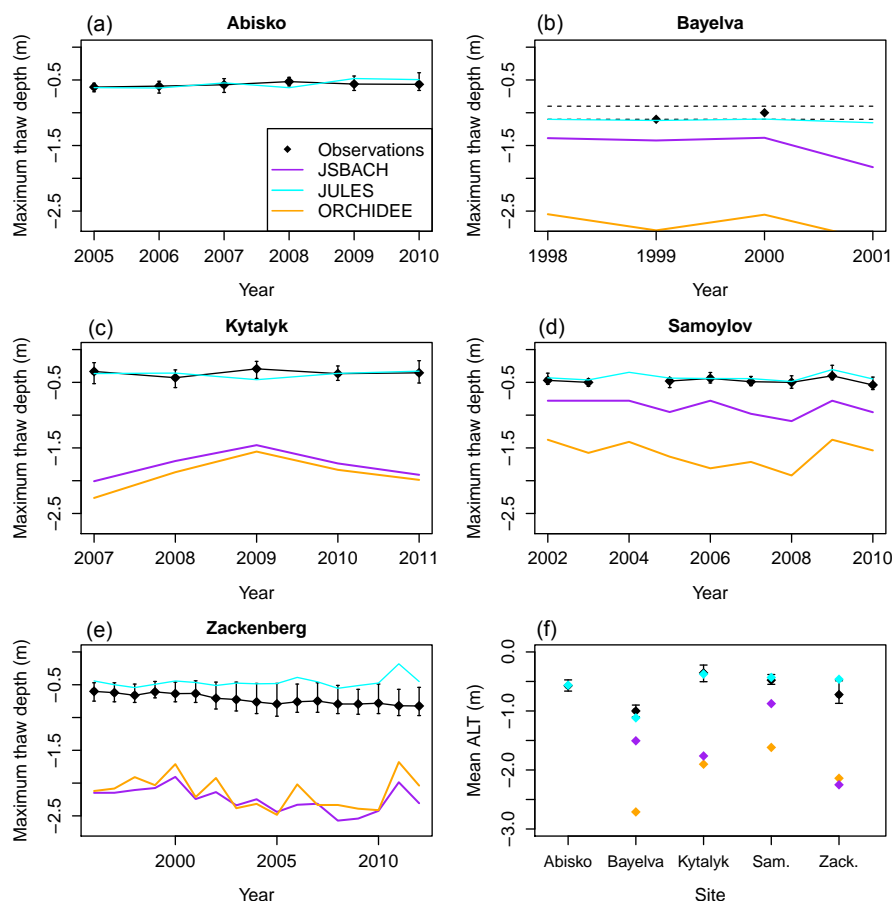 (a) Abisko
Maximum thaw depth (m)
−0.5
−1.5
−2.5
Observations
JSBACH
JULES
ORCHIDEE
2005 2006 2007 2008 2009 2010
Year
(b) Bayelva
Maximum thaw depth (m)
−0.5
−1.5
−2.5
1998 1999 2000 2001
Year
(c) Kytalyk
Maximum thaw depth (m)
−0.5
−1.5
−2.5
2007 2008 2009 2010 2011
Year
(d) Samoylov
Maximum thaw depth (m)
−0.5
−1.5
−2.5
2002 2004 2006 2008 2010
Year
(e) Zackenberg
Maximum thaw depth (m)
−0.5
−1.5
−2.5
2000 2005 2010
Year
(f)
Mean ALT (m)
0.0
−1.0
−2.0
−3.0
Abisko Bayelva Kytalyk Sam. Zack.
Site